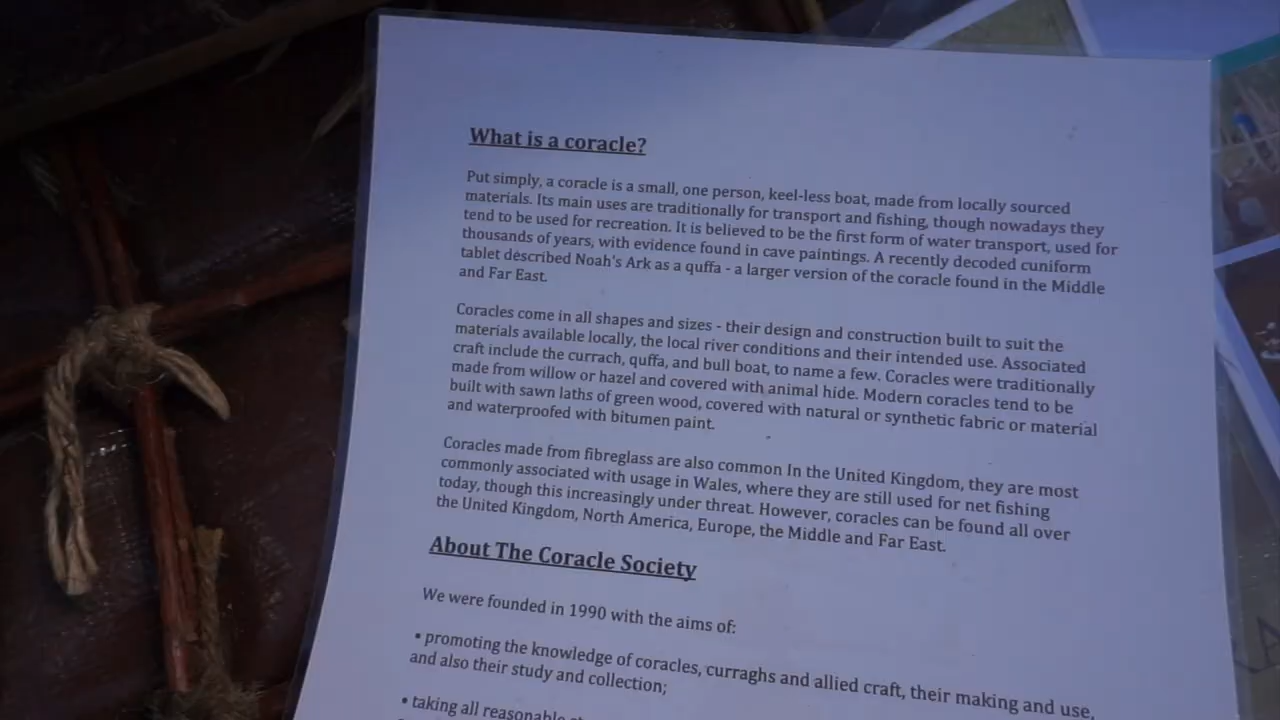 What is a coracle?
Put simply, a coracle is a small, one person, keel-less boat, made from locally sourced
materials. Its main uses are traditionally for transport and fishing, though nowadays they
tend to be used for recreation. It is believed to be the first form of water transport, used for
thousands of years, with evidence found in cave paintings. A recently decoded cuniform
tablet described Noah's Ark as a quffa - a larger version of the coracle found in the Middle
and Far East.
Coracles come in all shapes and sizes - their design and construction built to suit the
materials available locally, the local river conditions and their intended use. Associated
craft include the currach, quffa, and bull boat, to name a few. Coracles were traditionally
made from willow or hazel and covered with animal hide. Modern coracles tend to be
built with sawn laths of green wood, covered with natural or synthetic fabric or material
and waterproofed with bitumen paint.
Coracles made from fibreglass are also common In the United Kingdom, they are most
commonly associated with usage in Wales, where they are still used for net fishing
today, though this increasingly under threat. However, coracles can be found all over
the United Kingdom, North America, Europe, the Middle and Far East.
About The Coracle Society
We were founded in 1990 with the aims of:
• promoting the knowledge of coracles, curraghs and allied craft, their making and use,
and also their study and collection;
• taking all reasonable